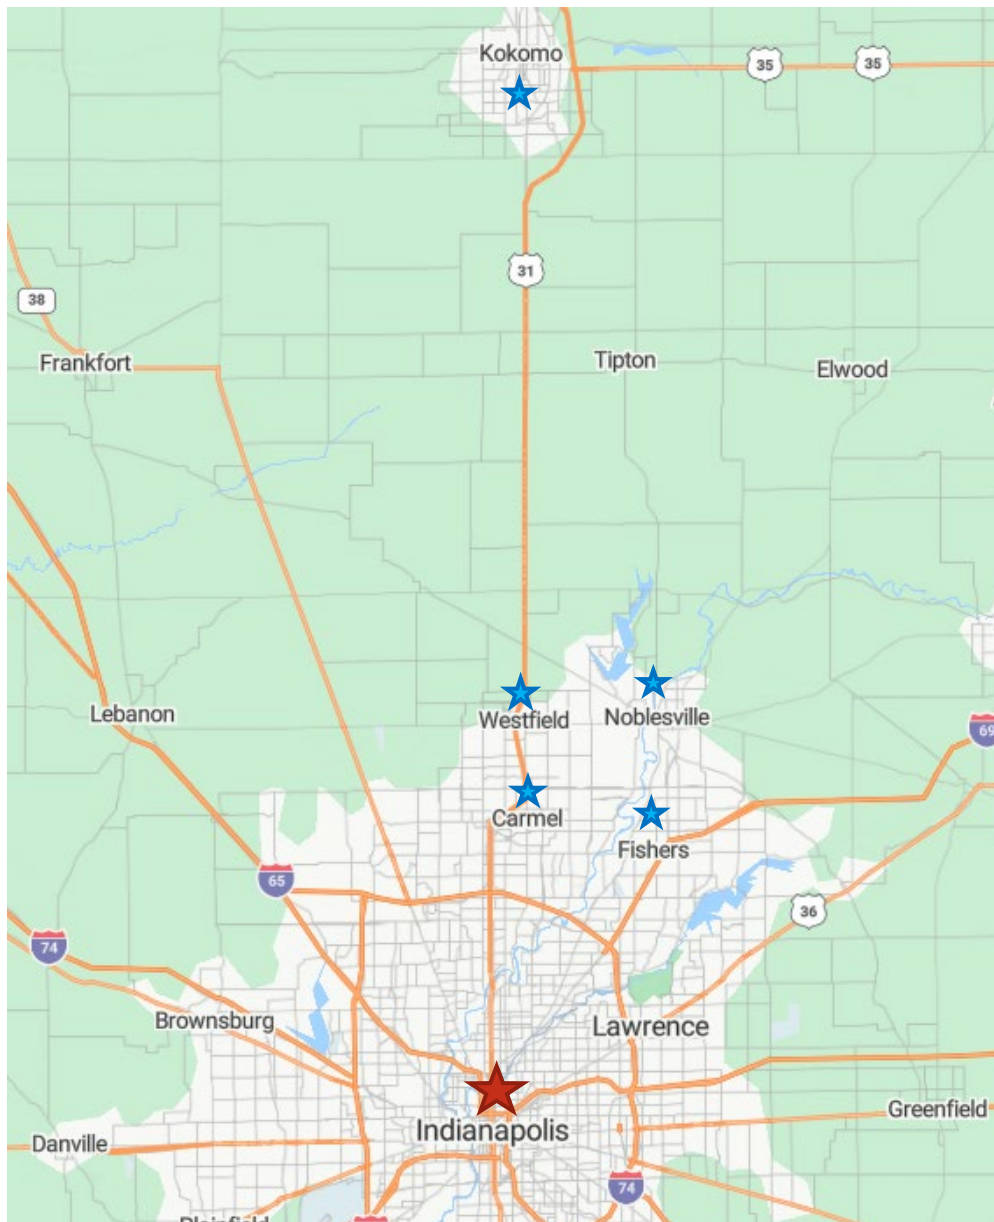 Kokomo
35
35
31
38
Frankfort
Tipton
Elwood
Lebanon
Westfield
Noblesville
69
Carmel
Fishers
65
36
74
Brownsburg
Lawrence
Greenfield
Indianapolis
Danville
74
Plainfield